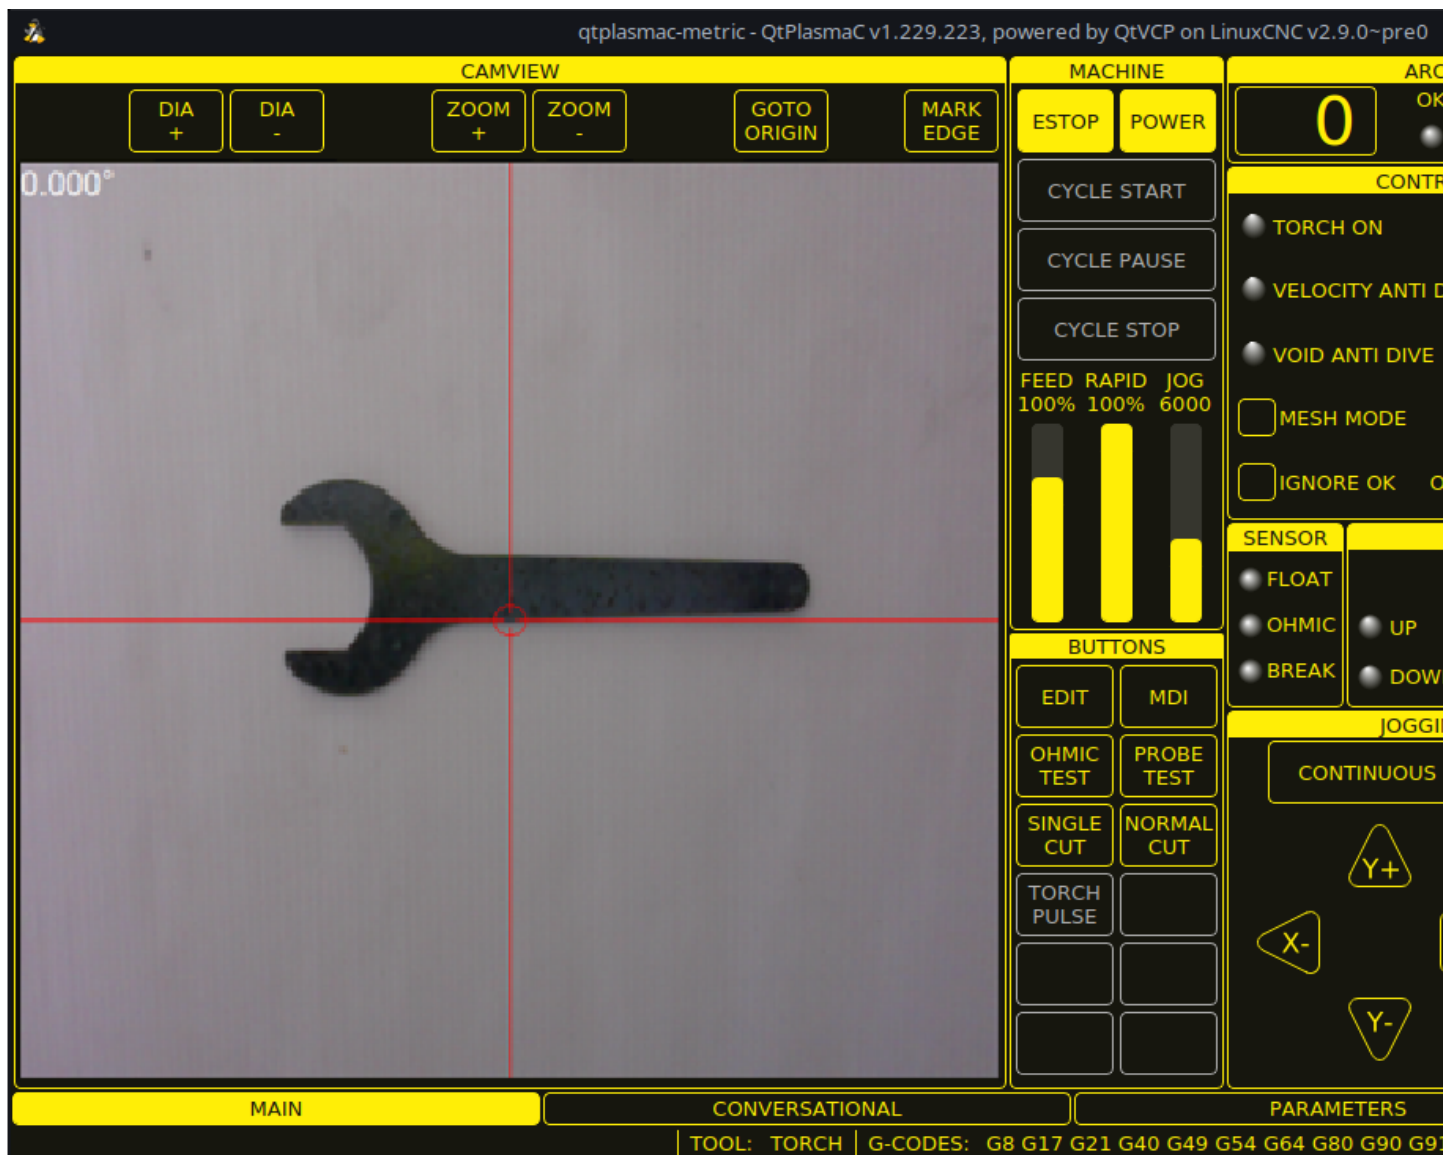 qtplasmac-metric - QtPlasmaC v1.229.223, powered by QtVCP on LinuxCNC v2.9.0~pre0
CAMVIEW
DIA
+
DIA
-
ZOOM
+
ZOOM
-
GOTO
ORIGIN
MARK
EDGE
0.000°
MACHINE
ESTOP
POWER
CYCLE START
CYCLE PAUSE
CYCLE STOP
FEED RAPID JOG
100% 100% 6000
BUTTONS
EDIT
MDI
OHMIC
TEST
PROBE
TEST
SINGLE
CUT
NORMAL
CUT
TORCH
PULSE
ARC
0
OK
CONTR
TORCH ON
VELOCITY ANTI D
VOID ANTI DIVE
MESH MODE
IGNORE OK O
SENSOR
FLOAT
OHMIC
BREAK
UP
DOW
JOGGI
CONTINUOUS
Y+
X-
Y-
MAIN
CONVERSATIONAL
PARAMETERS
TOOL: TORCH
G-CODES: G8 G17 G21 G40 G49 G54 G64 G80 G90 G91